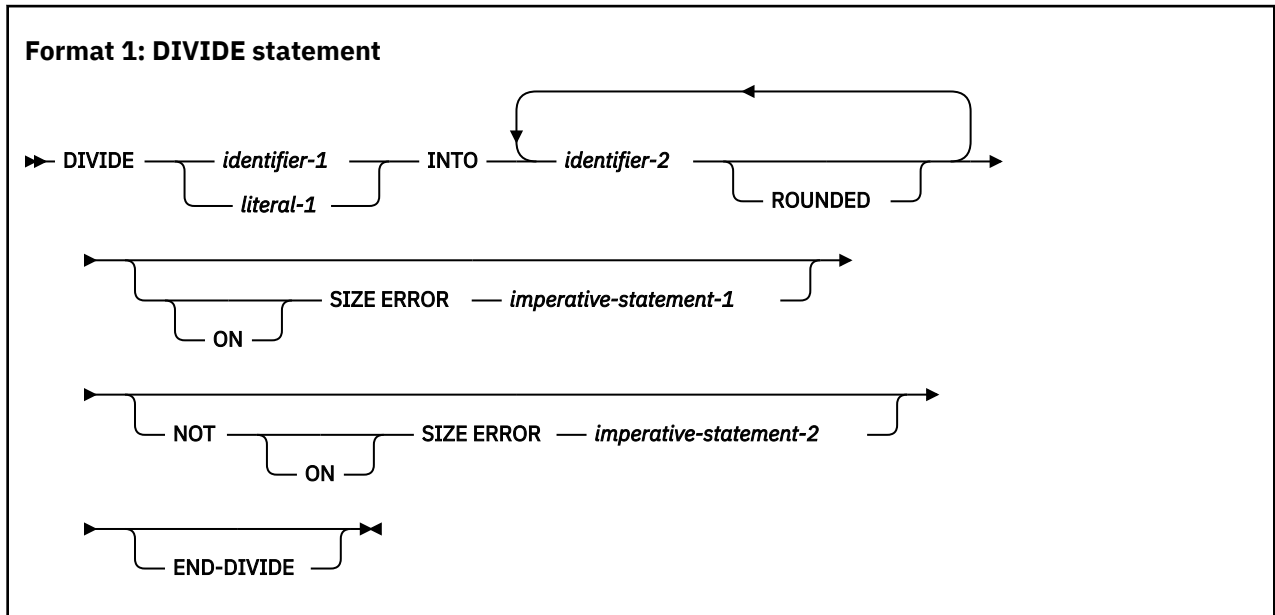 Format 1: DIVIDE statement
DIVIDE identifier-1 INTO identifier-2
literal-1 ROUNDED
SIZE ERROR imperative-statement-1
ON
NOT SIZE ERROR imperative-statement-2
ON
END-DIVIDE